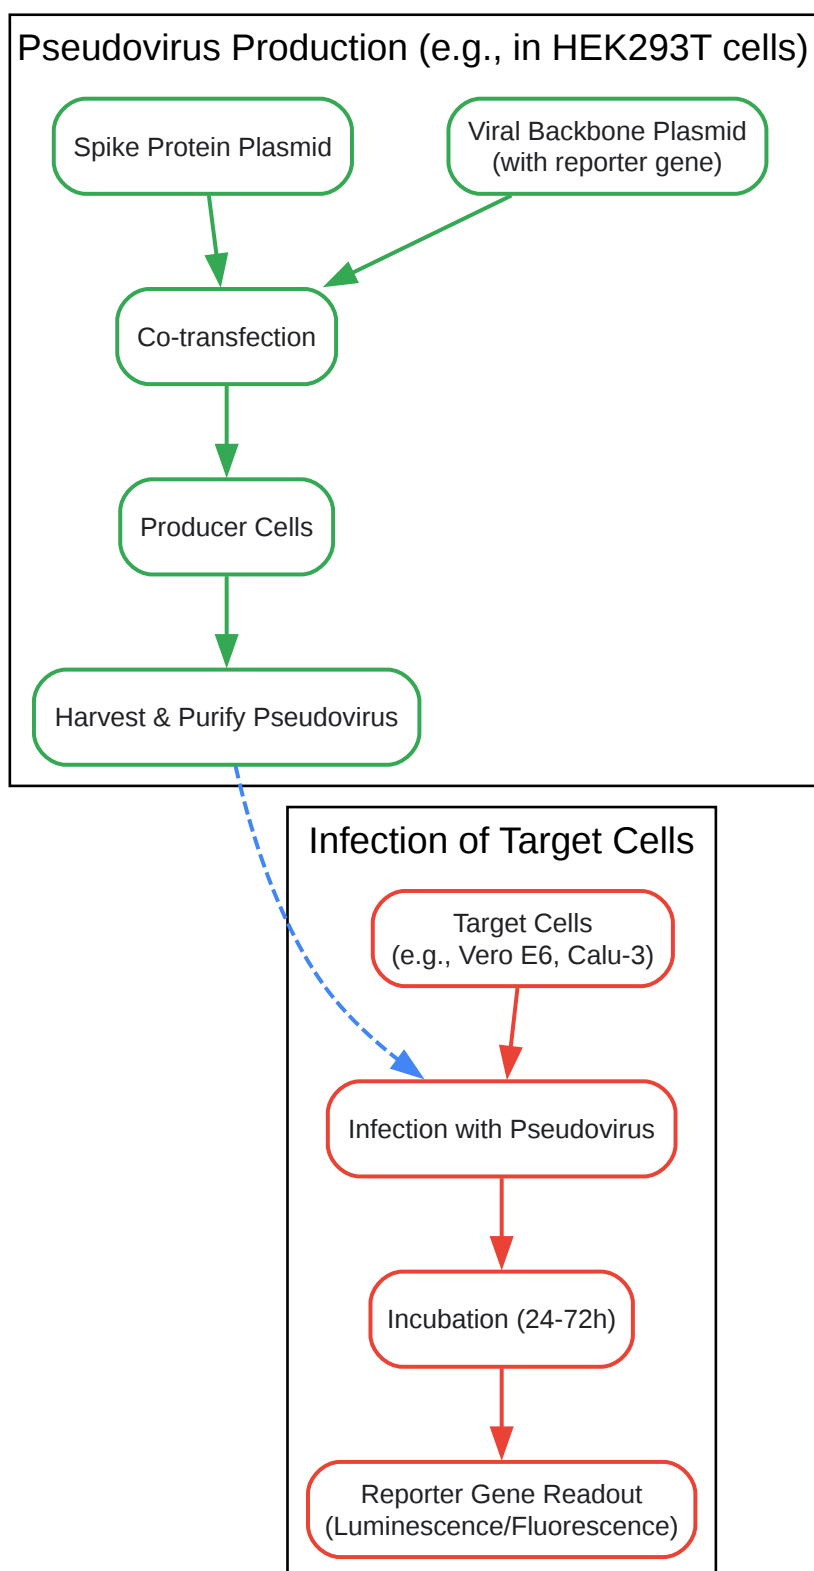 Pseudovirus Production (e.g., in HEK293T cells)
Spike Protein Plasmid
Viral Backbone Plasmid
(with reporter gene)
Co-transfection
Producer Cells
Harvest & Purify Pseudovirus
Infection of Target Cells
Target Cells
(e.g., Vero E6, Calu-3)
Infection with Pseudovirus
Incubation (24-72h)
Reporter Gene Readout
(Luminescence/Fluorescence)